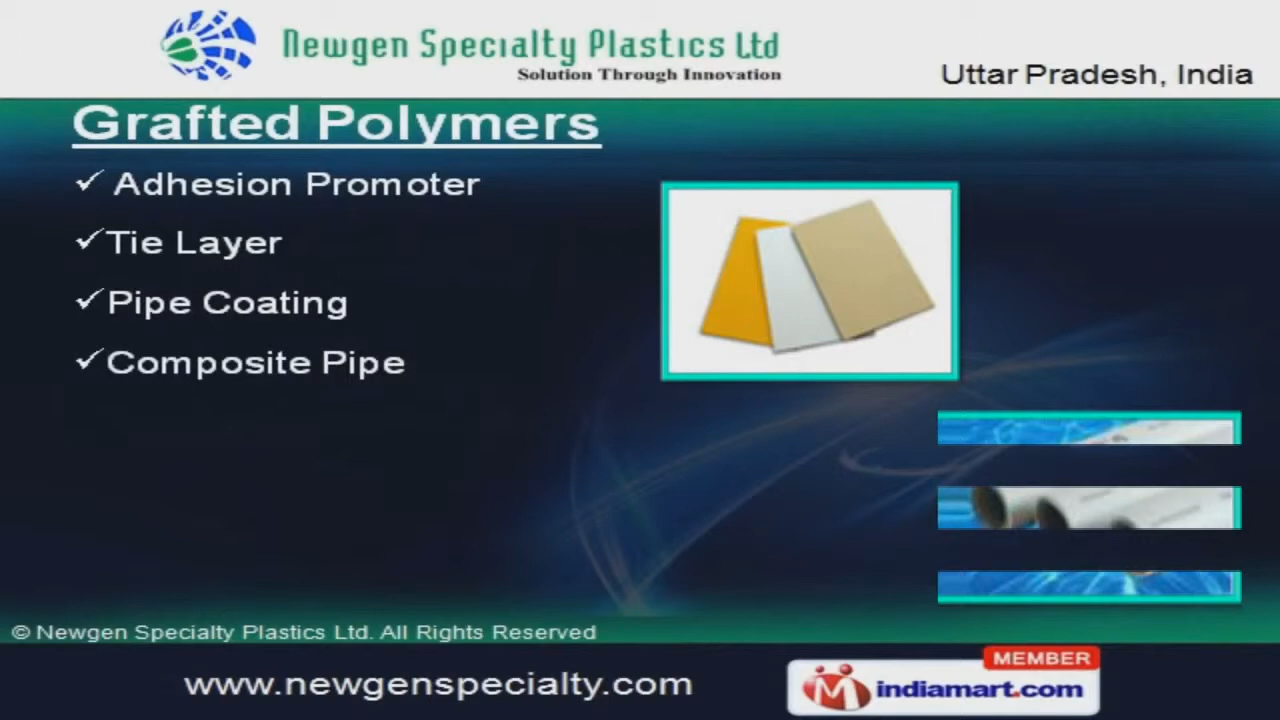 Newgen Specialty Plastics Ltd
Solution Through Innovation
Uttar Pradesh, India
Grafted Polymers
✓ Adhesion Promoter
✓ Tie Layer
✓ Pipe Coating
✓ Composite Pipe
© Newgen Specialty Plastics Ltd. All Rights Reserved
www.newgenspecialty.com
MEMBER
indiamart.com